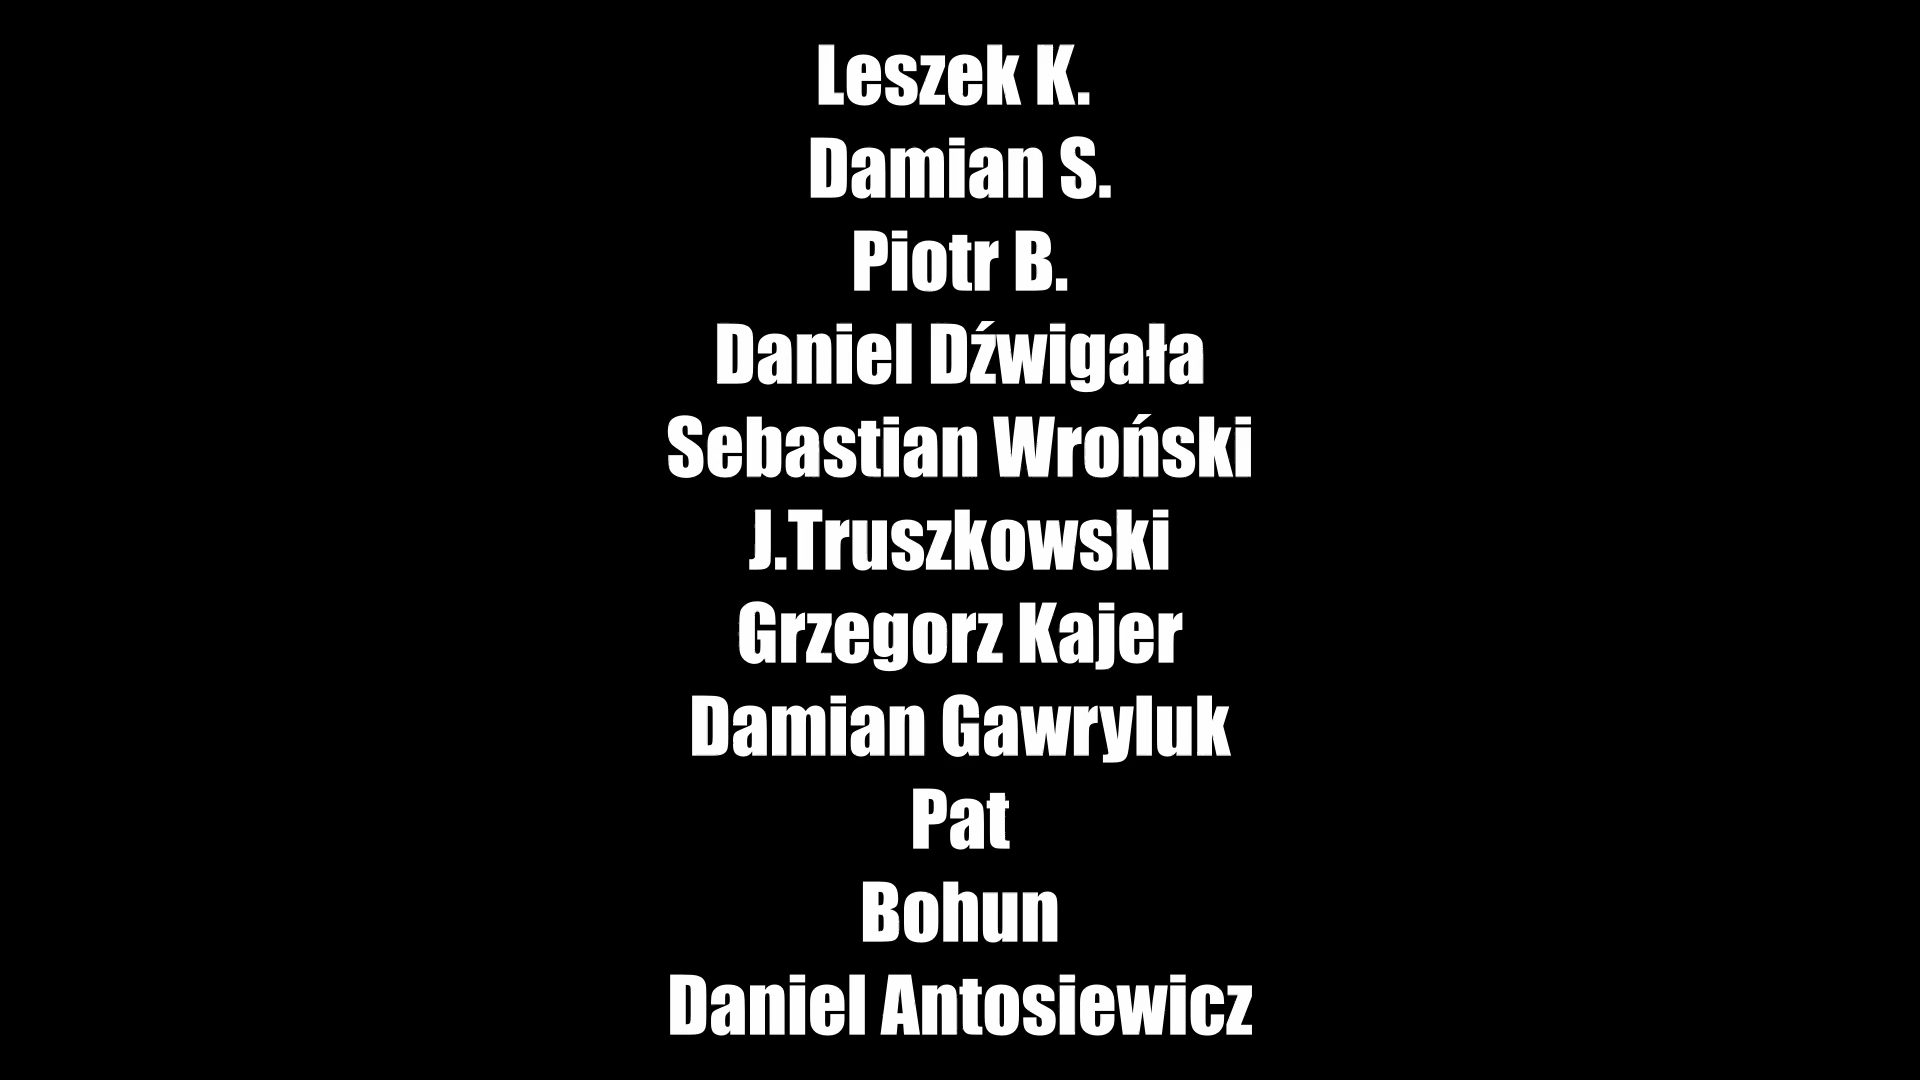 Leszek K.
Damian S.
Piotr B.
Daniel Dźwigała
Sebastian Wroński
J.Truszkowski
Grzegorz Kajer
Damian Gawryluk
Pat
Bohun
Daniel Antosiewicz